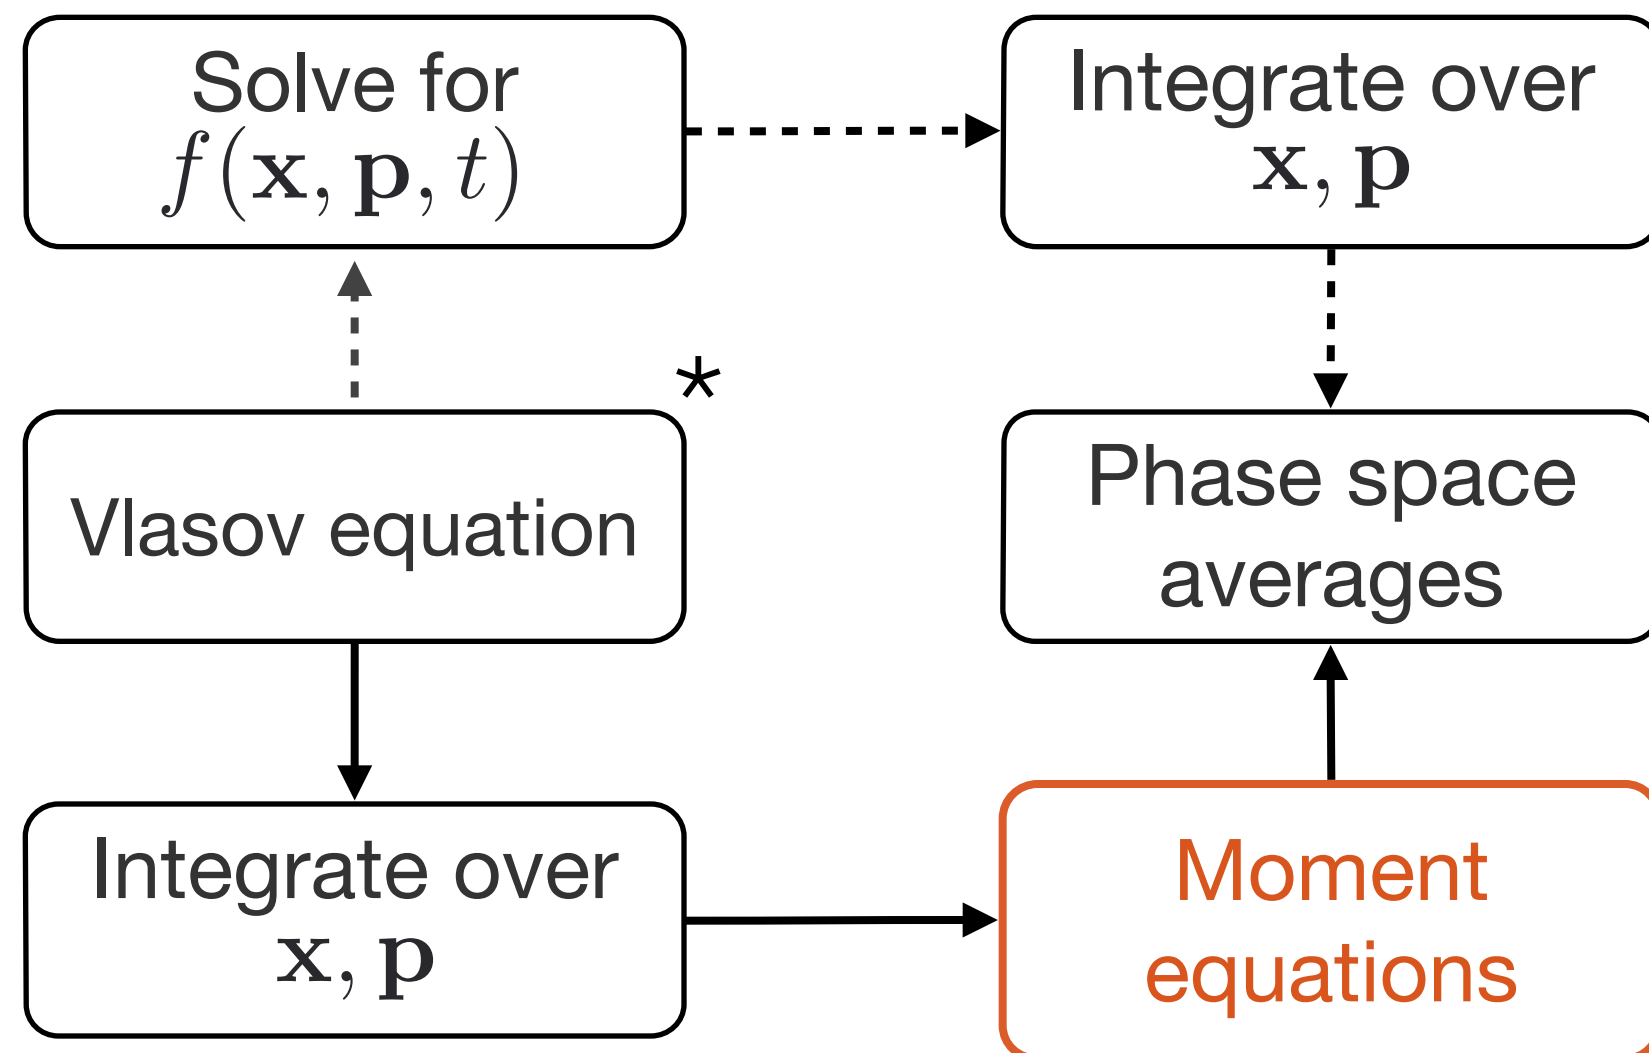 Solve for
f(x, p, t)
Integrate over
x, p
*
Vlasov equation
Phase space
averages
Integrate over
x, p
Moment
equations